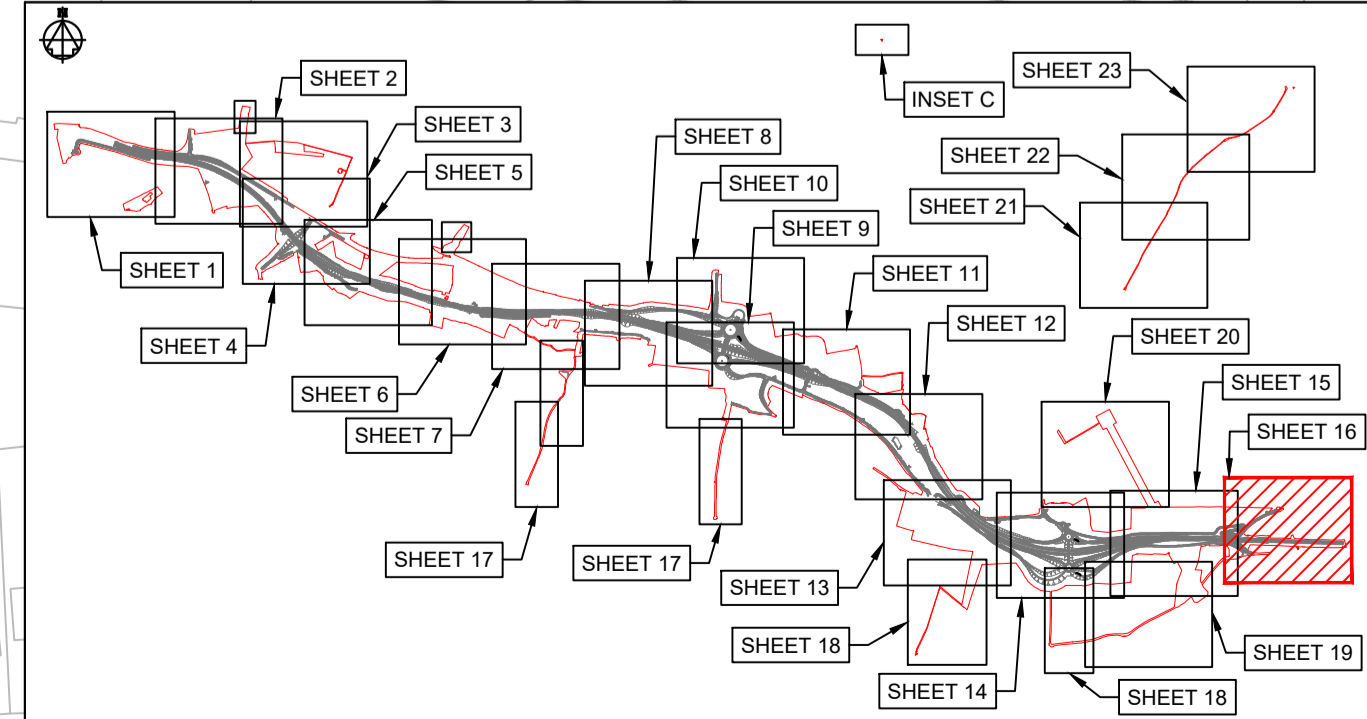 N
SHEET 2
SHEET 23
INSET C
SHEET 3
SHEET 8
SHEET 22
SHEET 5
SHEET 10
SHEET 21
SHEET 9
SHEET 1
SHEET 11
SHEET 12
SHEET 4
SHEET 20
SHEET 15
SHEET 6
SHEET 7
SHEET 16
SHEET 17
SHEET 17
SHEET 13
SHEET 18
SHEET 19
SHEET 14
SHEET 18